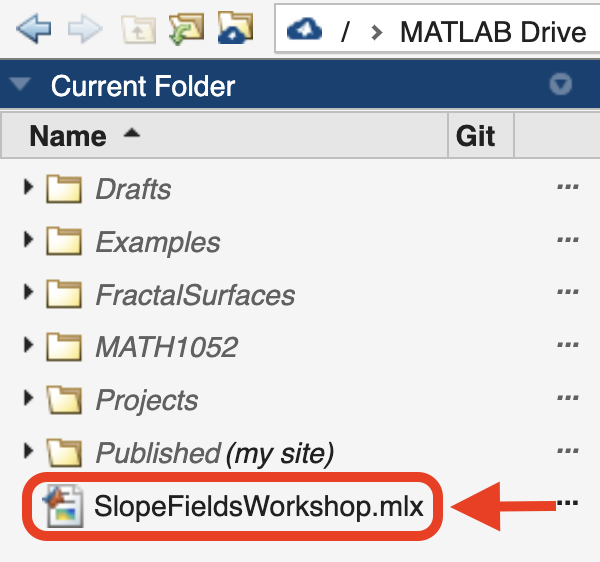 / > MATLAB Drive
Current Folder
Name Git
Drafts ...
Examples ...
FractalSurfaces ...
MATH1052 ...
Projects ...
Published (my site) ...
SlopeFieldsWorkshop.mlx ...